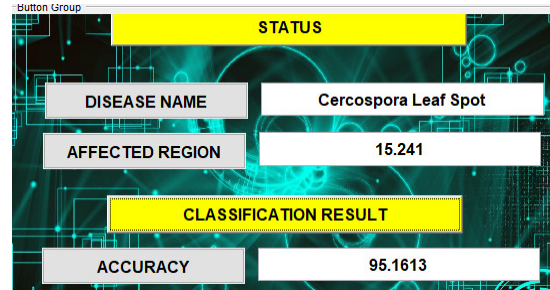 Button Group
STATUS
DISEASE NAME Cercospora Leaf Spot
AFFECTED REGION 15.241
CLASSIFICATION RESULT
ACCURACY 95.1613